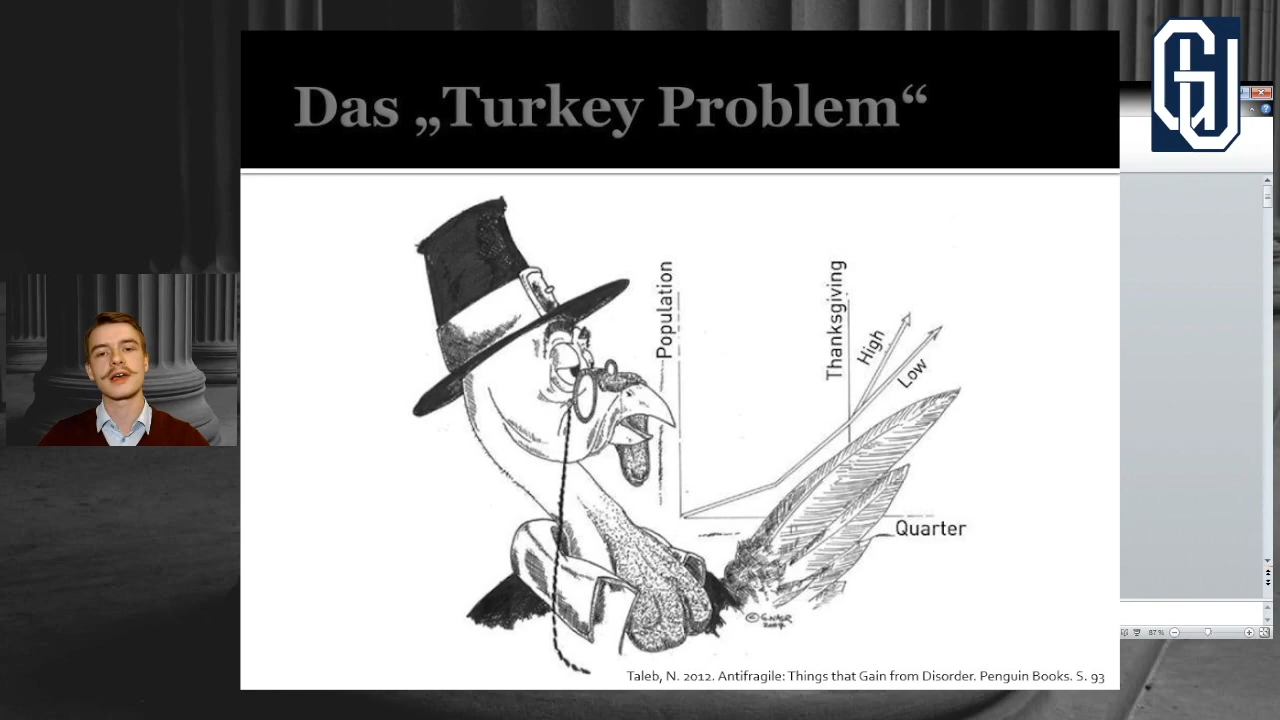 Das „Turkey Problem“
Population
Thanksgiving
High
Low
Quarter
Taleb, N. 2012. Antifragile: Things that Gain from Disorder. Penguin Books. S. 93
87 %